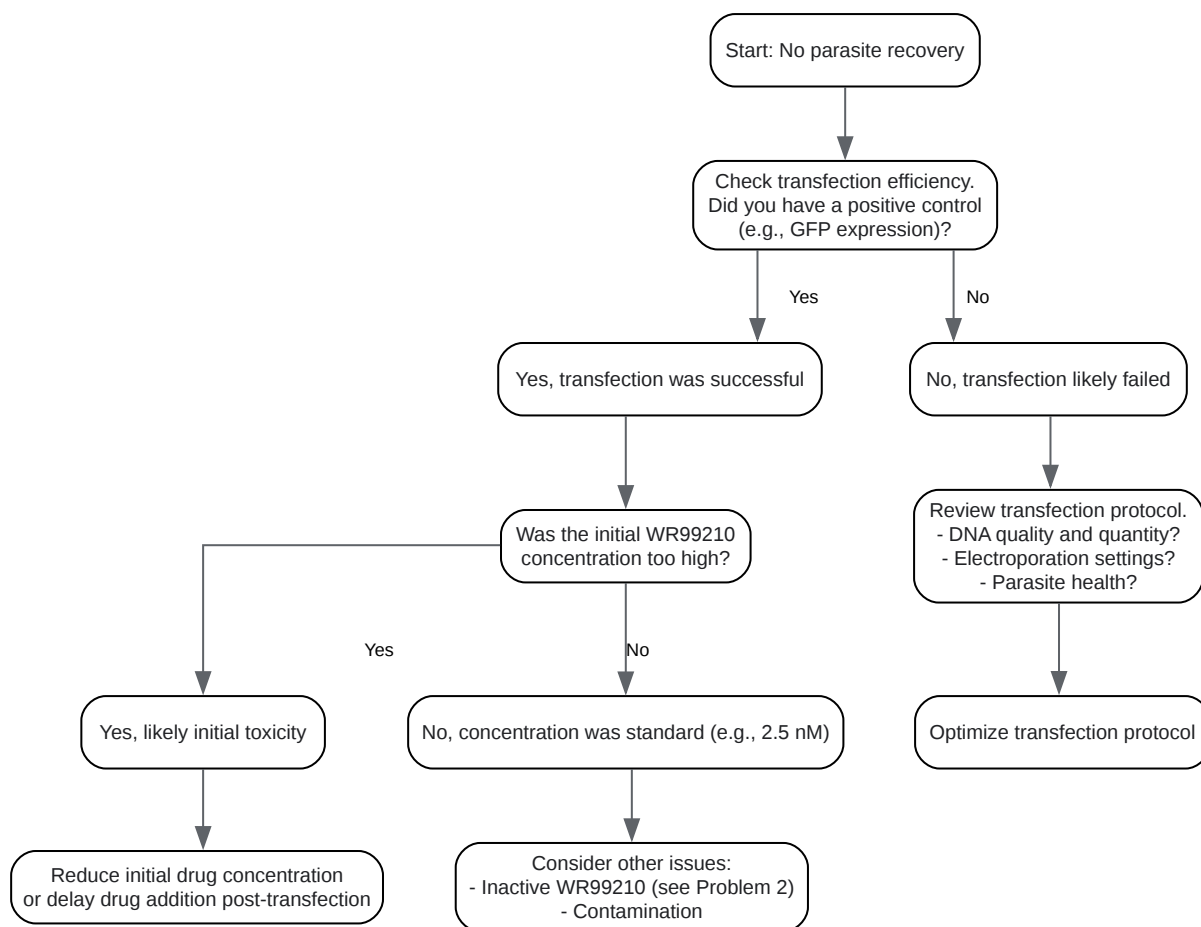 Start: No parasite recovery
Check transfection efficiency.
Did you have a positive control
(e.g., GFP expression)?
Yes
No
Yes, transfection was successful
No, transfection likely failed
Was the initial WR99210
concentration too high?
Review transfection protocol.
- DNA quality and quantity?
- Electroporation settings?
- Parasite health?
Yes
No
Yes, likely initial toxicity
No, concentration was standard (e.g., 2.5 nM)
Optimize transfection protocol
Reduce initial drug concentration
or delay drug addition post-transfection
Consider other issues:
- Inactive WR99210 (see Problem 2)
- Contamination